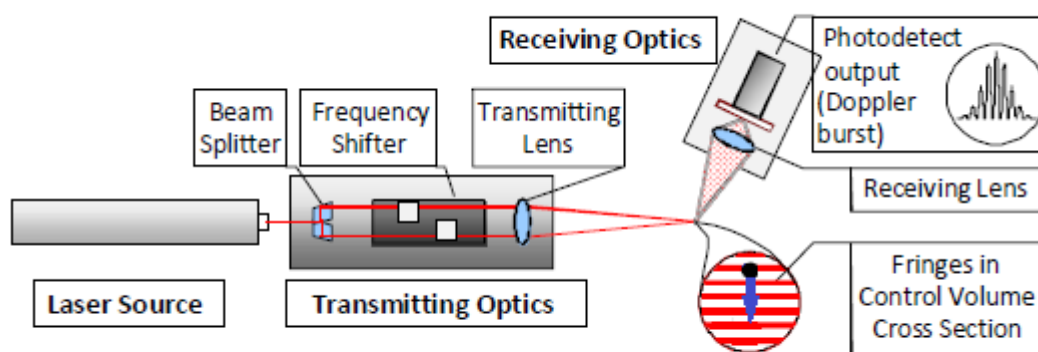 Receiving Optics
Photodetect
output
(Doppler
burst)
Beam
Splitter
Frequency
Shifter
Transmitting
Lens
Receiving Lens
Laser Source
Transmitting Optics
Fringes in
Control Volume
Cross Section